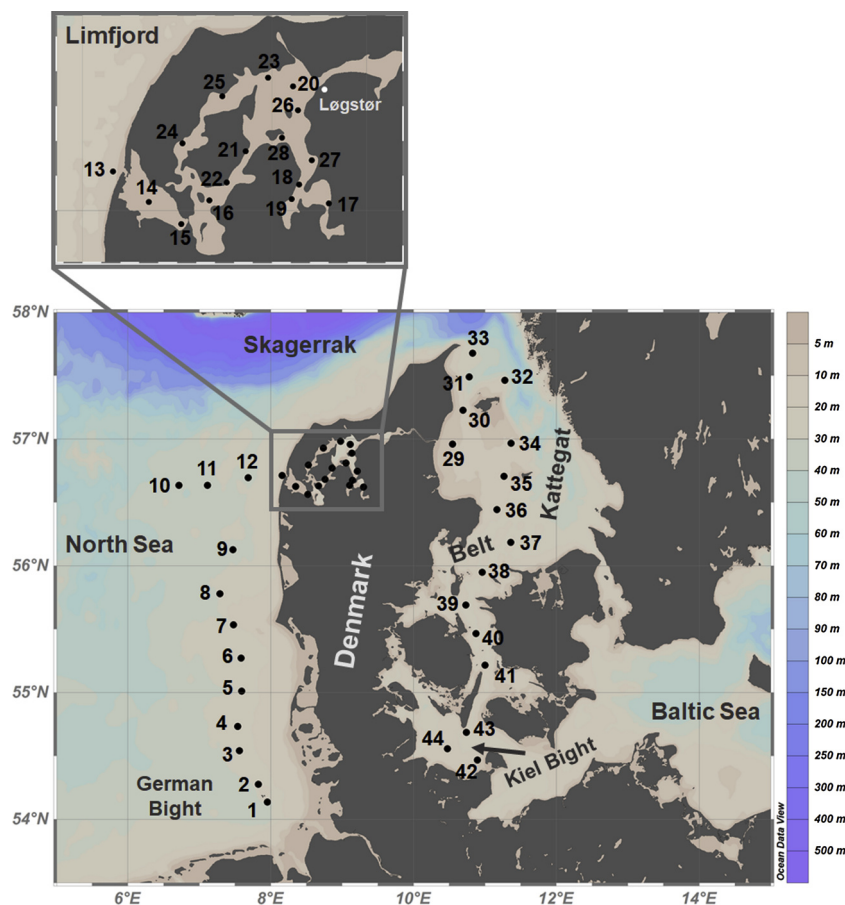 Limfjord
23
25
20
Løgstør
26
24
21
28
27
13
22
18
14
16
19
17
15
58°N
Skagerrak
33
31
32
30
57°N
29
34
12
11
10
35
Kattegat
36
North Sea
9
Belt
37
56°N
38
8
Denmark
39
7
40
6
41
5
55°N
Baltic Sea
4
43
44
3
Kiel Bight
42
German
Bight
2
1
54°N
6°E
8°E
10°E
12°E
14°E
5 m
10 m
20 m
30 m
40 m
50 m
60 m
70 m
80 m
90 m
100 m
150 m
200 m
250 m
300 m
400 m
500 m
Ocean Data View